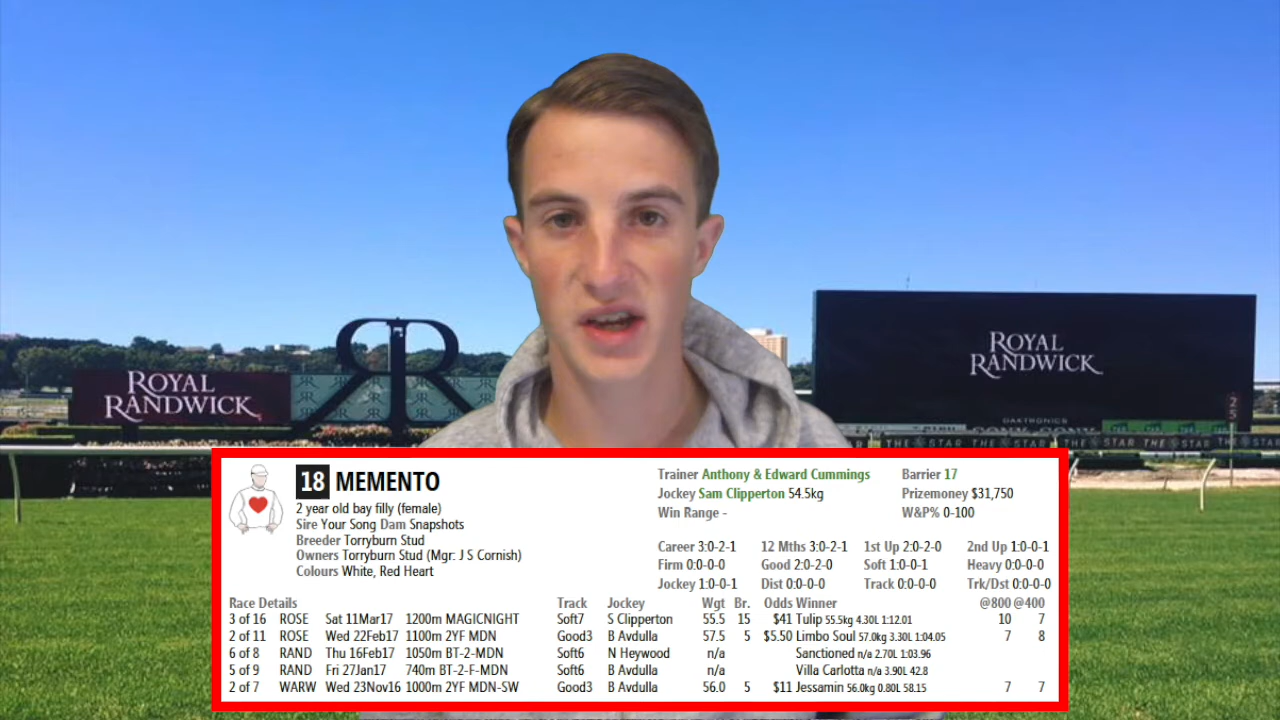 ROYAL
RANDWICK
ROYAL
RANDWICK
OAKTRONICS
THE STAR THE STAR THE STAR
18 MEMENTO
2 year old bay filly (female)
Sire Your Song Dam Snapshots
Breeder Torryburn Stud
Owners Torryburn Stud (Mgr: J S Cornish)
Colours White, Red Heart
Trainer Anthony & Edward Cummings Barrier 17
Jockey Sam Clipperton 54.5kg Prizemoney $31,750
Win Range - W&P% 0-100
Career 3:0-2-1 12 Mths 3:0-2-1 1st Up 2:0-2-0 2nd Up 1:0-0-1
Firm 0:0-0-0 Good 2:0-2-0 Soft 1:0-0-1 Heavy 0:0-0-0
Jockey 1:0-0-1 Dist 0:0-0-0 Track 0:0-0-0 Trk/Dst 0:0-0-0
Race Details Track Jockey Wgt Br. Odds Winner @800 @400
3 of 16 ROSE Sat 11Mar17 1200m MAGICNIGHT Soft7 S Clipperton 55.5 15 $41 Tulip 55.5kg 4.30L 1:12.01 10 7
2 of 11 ROSE Wed 22Feb17 1100m 2YF MDN Good3 B Avdulla 57.5 5 $5.50 Limbo Soul 57.0kg 3.30L 1:04.05 7 8
6 of 8 RAND Thu 16Feb17 1050m BT-2-MDN Soft6 N Heywood n/a Sanctioned n/a 2.70L 1:03.96
5 of 9 RAND Fri 27Jan17 740m BT-2-F-MDN Soft6 B Avdulla n/a Villa Carlotta n/a 3.90L 42.8
2 of 7 WARW Wed 23Nov16 1000m 2YF MDN-SW Good3 B Avdulla 56.0 5 $11 Jessamin 56.0kg 0.80L 58.15 7 7